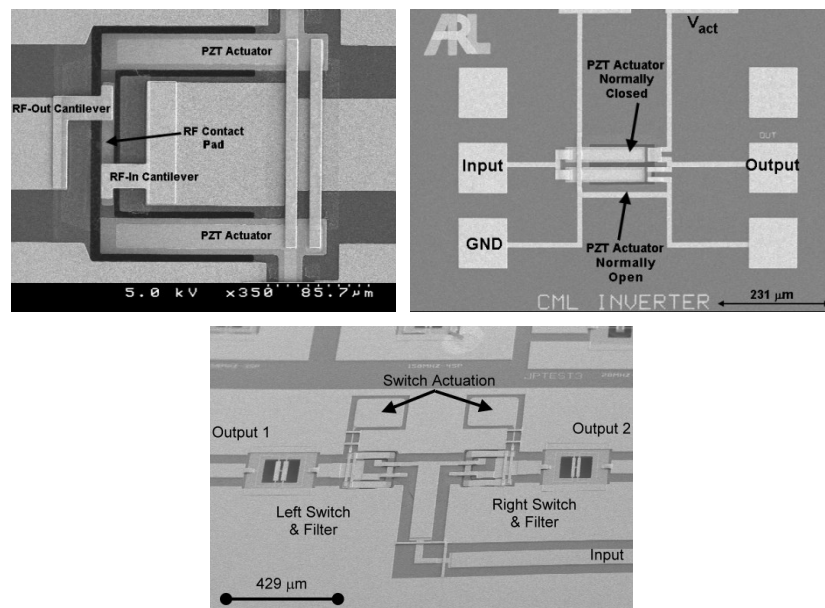 PZT Actuator
RF-Out Cantilever
RF Contact
Pad
RF-In Cantilever
PZT Actuator
5.0 kV x350 85.7µm
ARL
Vact
PZT Actuator
Normally
Closed
OUT
Input
Output
GND
PZT Actuator
Normally
Open
CML INVERTER
231 µm
Switch Actuation
Output 1
Output 2
Left Switch
& Filter
Right Switch
& Filter
Input
429 µm